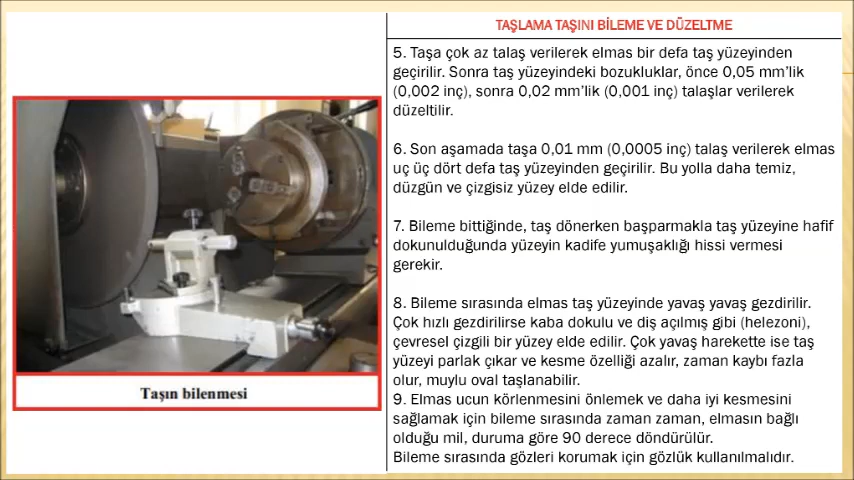 TAŞLAMA TAŞINI BİLEME VE DÜZELTME
5. Taşa çok az talaş verilerek elmas bir defa taş yüzeyinden
geçirilir. Sonra taş yüzeyindeki bozukluklar, önce 0,05 mm’lik
(0,002 inç), sonra 0,02 mm’lik (0,001 inç) talaşlar verilerek
düzeltilir.
6. Son aşamada taşa 0,01 mm (0,0005 inç) talaş verilerek elmas
uç üç dört defa taş yüzeyinden geçirilir. Bu yolla daha temiz,
düzgün ve çizgisiz yüzey elde edilir.
7. Bileme bittiğinde, taş dönerken başparmakla taş yüzeyine hafif
dokunulduğunda yüzeyin kadife yumuşaklığı hissi vermesi
gerekir.
8. Bileme sırasında elmas taş yüzeyinde yavaş yavaş gezdirilir.
Çok hızlı gezdirilirse kaba dokulu ve diş açılmış gibi (helezoni),
çevresel çizgili bir yüzey elde edilir. Çok yavaş harekette ise taş
yüzeyi parlak çıkar ve kesme özelliği azalır, zaman kaybı fazla
olur, muylu oval taşlanabilir.
9. Elmas ucun körlenmesini önlemek ve daha iyi kesmesini
sağlamak için bileme sırasında zaman zaman, elmasın bağlı
olduğu mil, duruma göre 90 derece döndürülür.
Bileme sırasında gözleri korumak için gözlük kullanılmalıdır.
Taşın bilenmesi